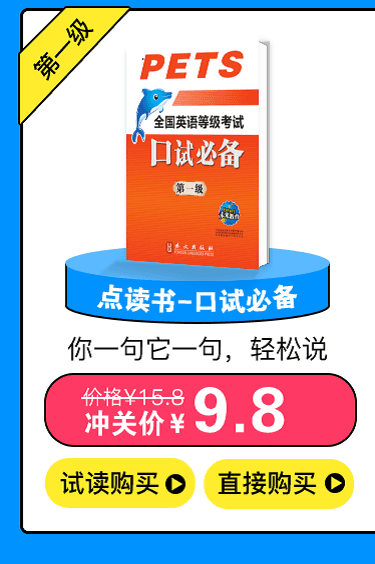 第一级
PETS
全国英语等级考试
口试必备
第一级
点读书-口试必备
你一句它一句，轻松说
价格¥15.8
冲关价¥9.8
试读购买
直接购买